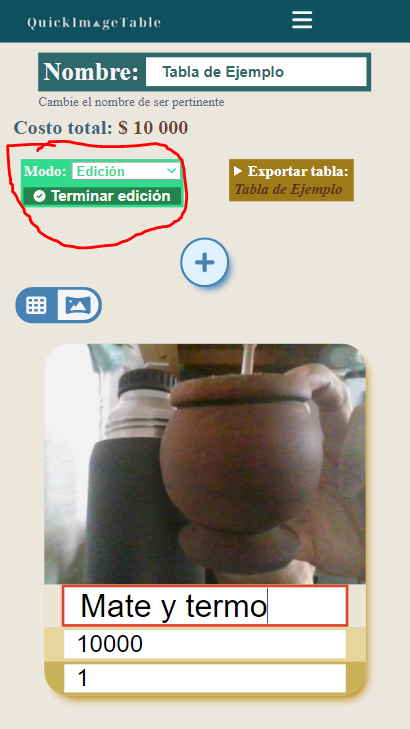 QuickImageTable
Nombre: Tabla de Ejemplo
Cambie el nombre de ser pertinente
Costo total: $ 10 000
Modo: Edición
Terminar edición
Exportar tabla:
Tabla de Ejemplo
+
Mate y termo
10000
1